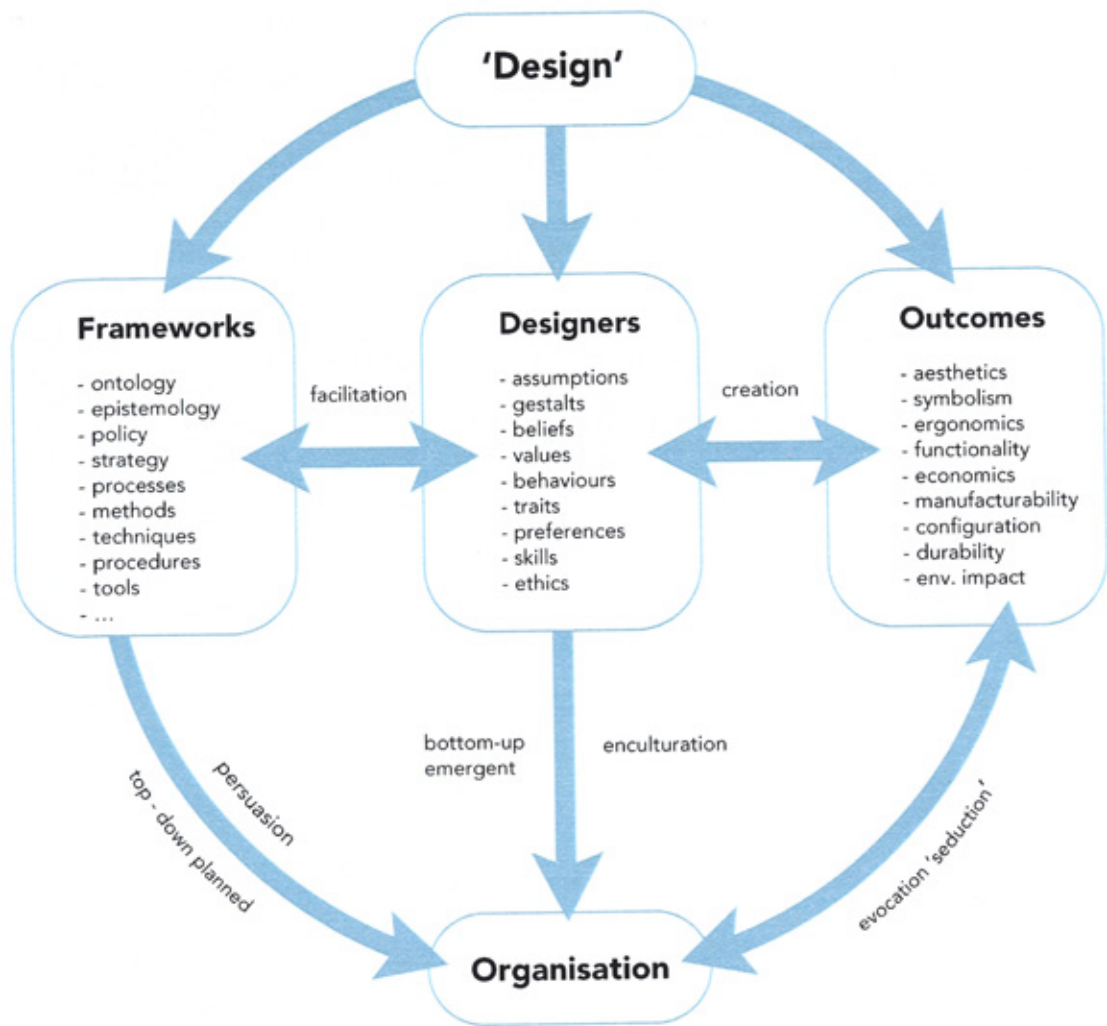 'Design'
Frameworks
- ontology
- epistemology
- policy
- strategy
- processes
- methods
- techniques
- procedures
- tools
- ...
facilitation
Designers
- assumptions
- gestalts
- beliefs
- values
- behaviours
- traits
- preferences
- skills
- ethics
creation
Outcomes
- aesthetics
- symbolism
- ergonomics
- functionality
- economics
- manufacturability
- configuration
- durability
- env. impact
persuasion
top - down planned
bottom-up
emergent
enculturation
evocation 'seduction'
Organisation